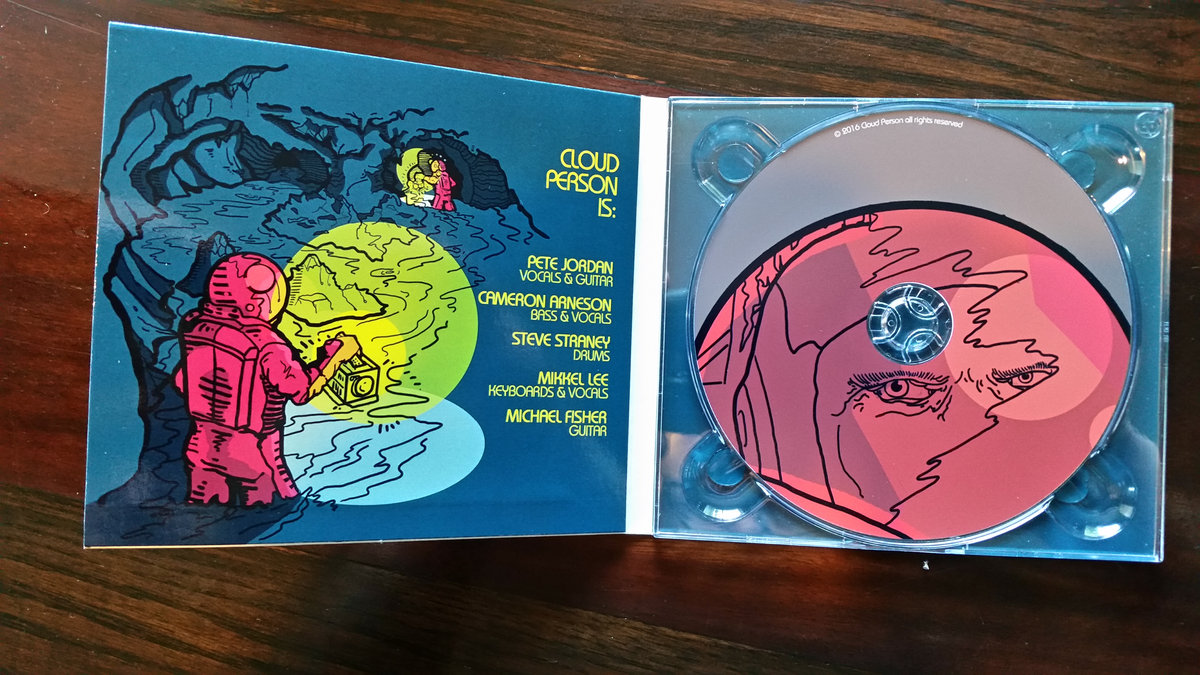 CLOUD
PERSON
IS:
PETE JORDAN
VOCALS & GUITAR
CAMERON ARNESON
BASS & VOCALS
STEVE STRANEY
DRUMS
MIKKEL LEE
KEYBOARDS & VOCALS
MICHAEL FISHER
GUITAR
© 2016 Cloud Person all rights reserved